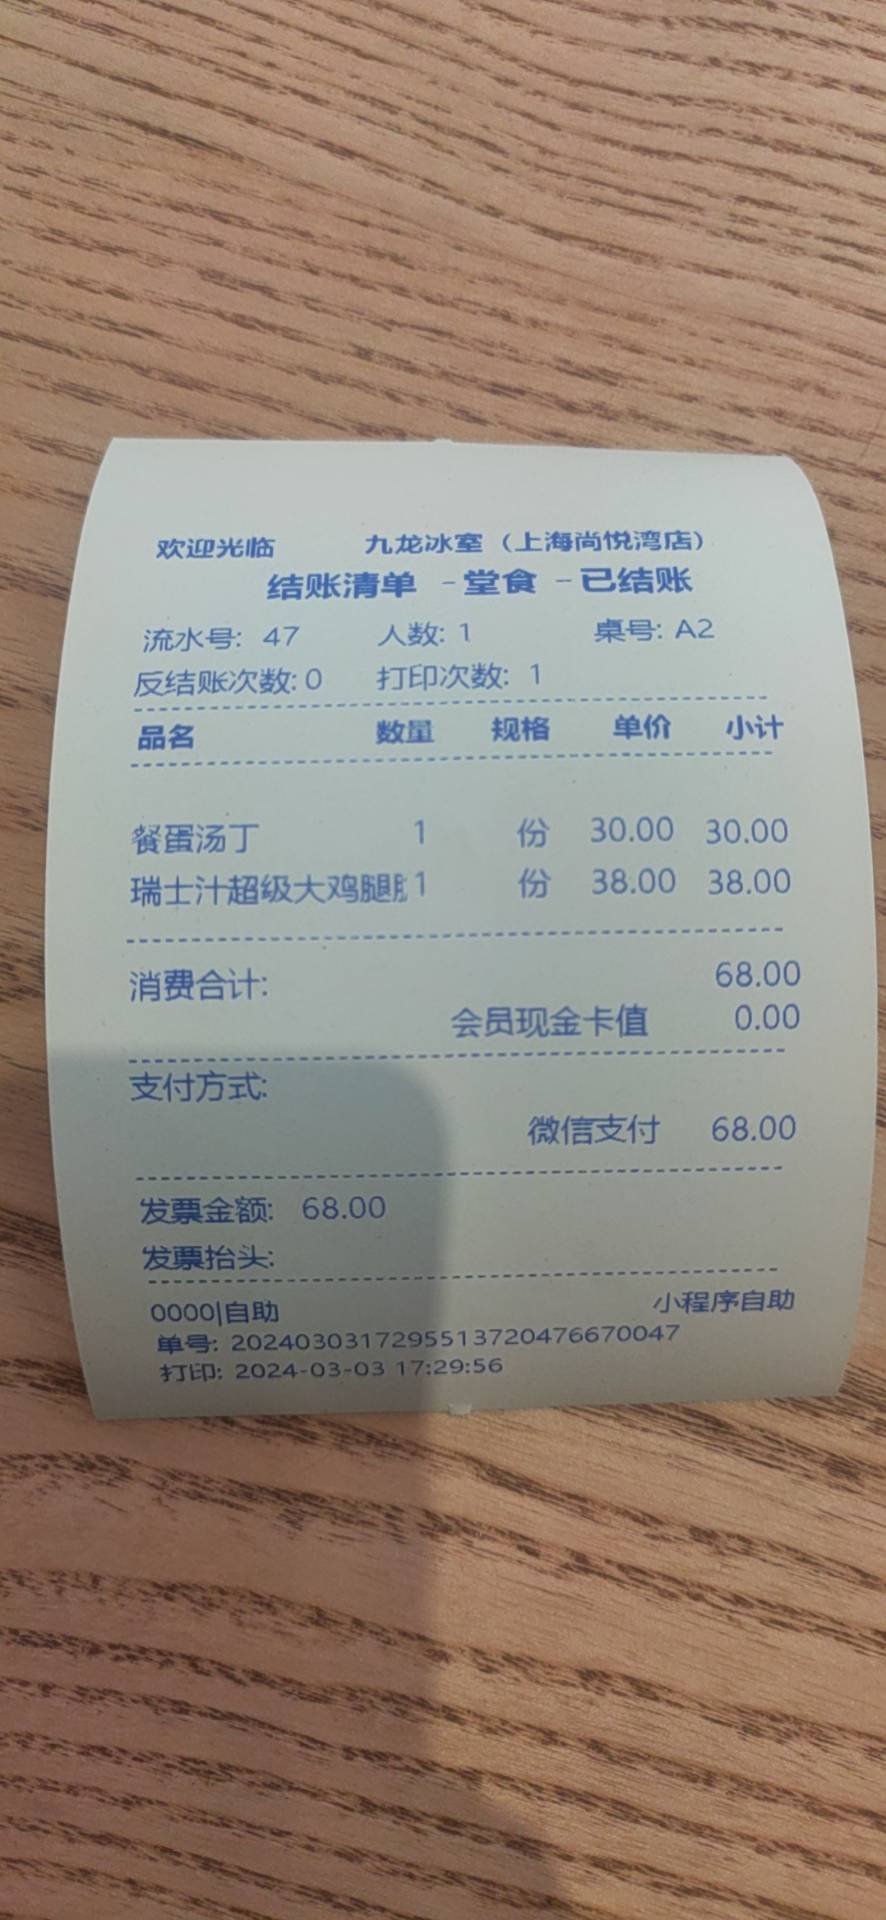 欢迎光临 九龙冰室（上海尚悦湾店）
结账清单 -堂食 -已结账
流水号: 47 人数: 1 桌号: A2
反结账次数: 0 打印次数: 1
品名 数量 规格 单价 小计
餐蛋汤丁 1 份 30.00 30.00
瑞士汁超级大鸡腿 1 份 38.00 38.00
消费合计: 68.00
会员现金卡值 0.00
支付方式:
微信支付 68.00
发票金额: 68.00
发票抬头:
0000|自助 小程序自助
单号: 2024030317295513720476670047
打印: 2024-03-03 17:29:56